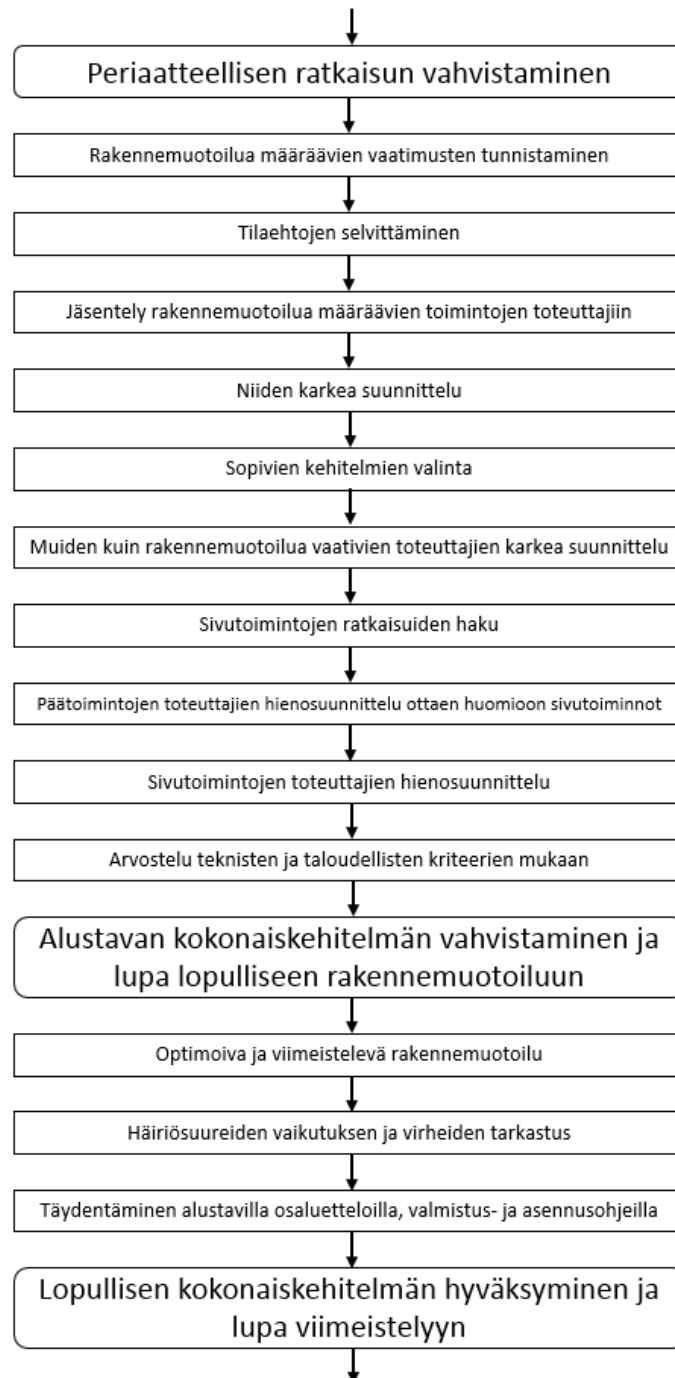 Periaatteellisen ratkaisun vahvistaminen
Rakennemuotoilua määräävien vaatimusten tunnistaminen
Tilaehtojen selvittäminen
Jäsentely rakennemuotoilua määräävien toimintojen toteuttajiin
Niiden karkea suunnittelu
Sopivien kehitelmien valinta
Muiden kuin rakennemuotoilua vaativien toteuttajien karkea suunnittelu
Sivutoimintojen ratkaisuiden haku
Päätoimintojen toteuttajien hienosuunnittelu ottaen huomioon sivutoiminnot
Sivutoimintojen toteuttajien hienosuunnittelu
Arvostelu teknisten ja taloudellisten kriteerien mukaan
Alustavan kokonaiskehitelmän vahvistaminen ja
lupa lopulliseen rakennemuotoiluun
Optimoiva ja viimeistelevä rakennemuotoilu
Häiriösuureiden vaikutuksen ja virheiden tarkastus
Täydentäminen alustavilla osaluetteloilla, valmistus- ja asennusohjeilla
Lopullisen kokonaiskehitelmän hyväksyminen ja
lupa viimeistelyyn